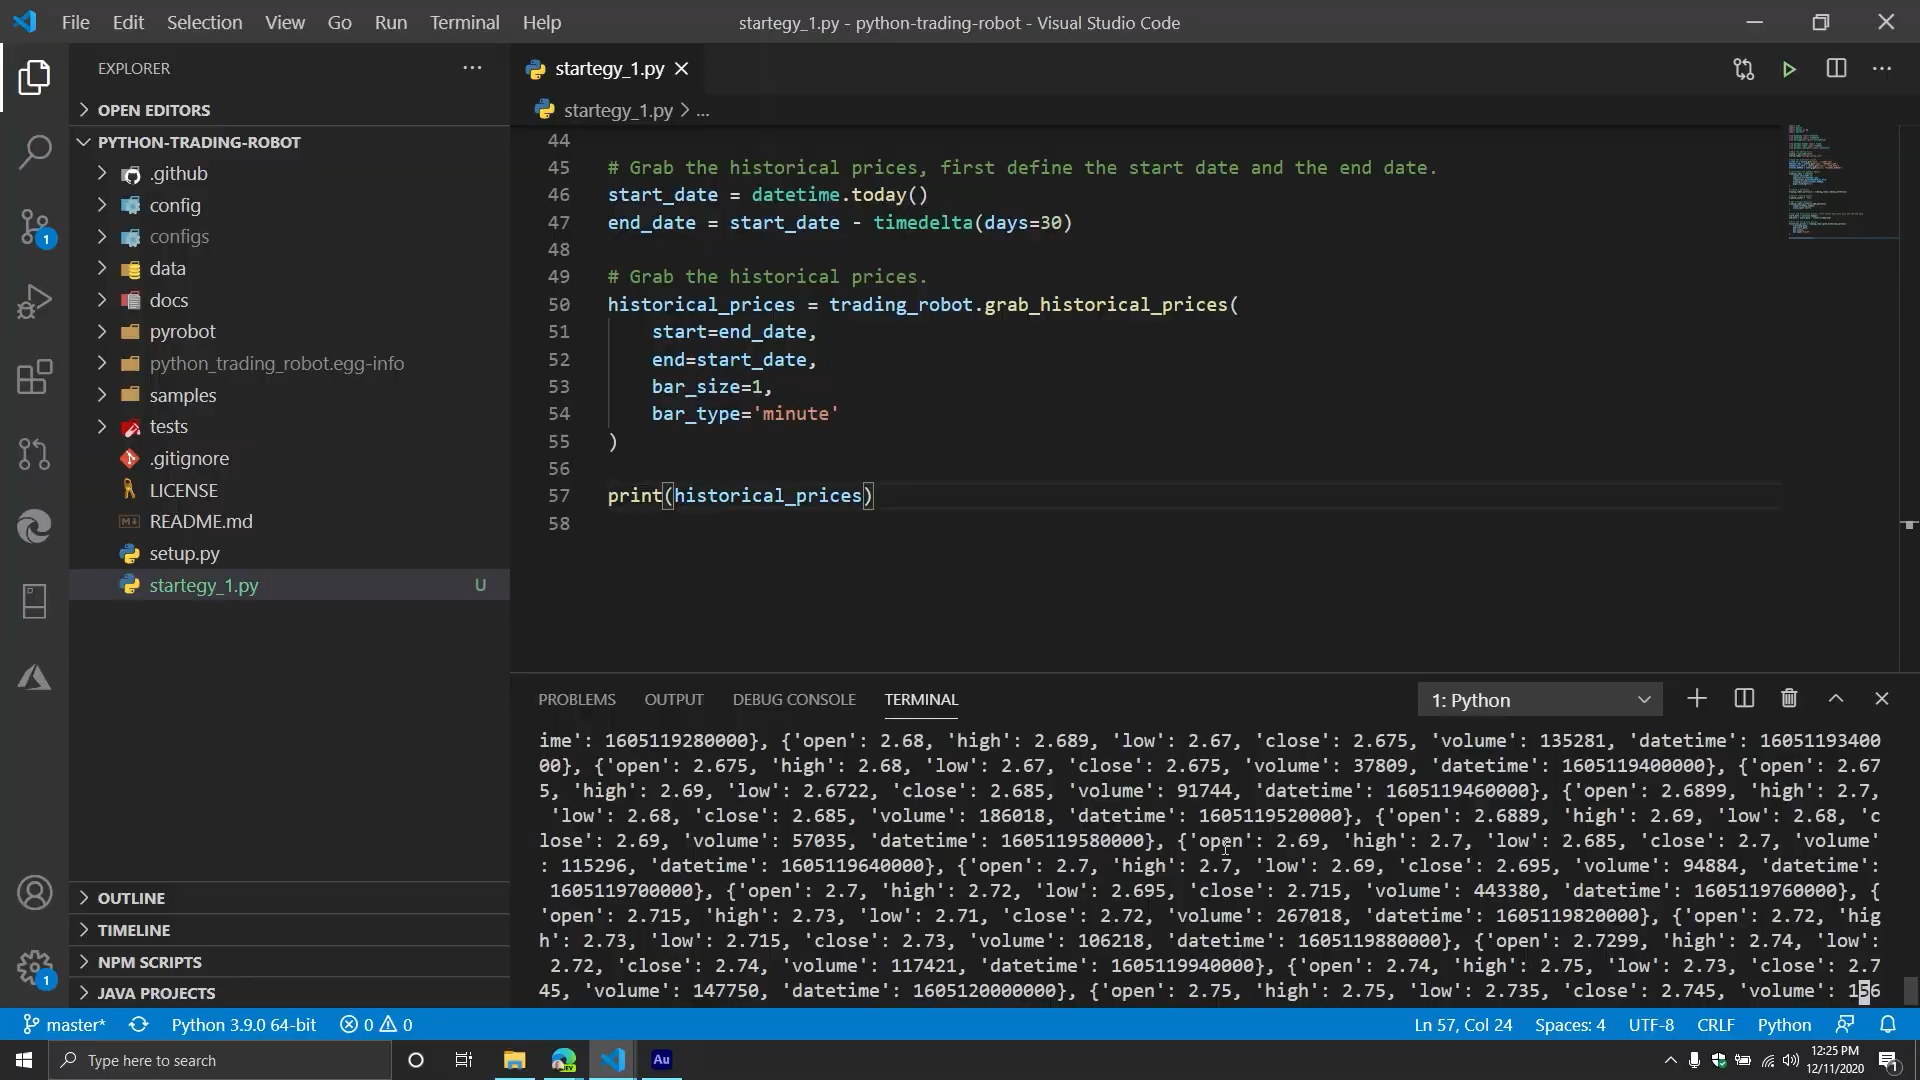 File Edit Selection View Go Run Terminal Help
startegy_1.py - python-trading-robot - Visual Studio Code
EXPLORER
OPEN EDITORS
PYTHON-TRADING-ROBOT
.github
config
configs
data
docs
pyrobot
python_trading_robot.egg-info
samples
tests
.gitignore
LICENSE
README.md
setup.py
startegy_1.py U
OUTLINE
TIMELINE
NPM SCRIPTS
JAVA PROJECTS
1
1
startegy_1.py
startegy_1.py > ...
44
45 # Grab the historical prices, first define the start date and the end date.
46 start_date = datetime.today()
47 end_date = start_date - timedelta(days=30)
48
49 # Grab the historical prices.
50 historical_prices = trading_robot.grab_historical_prices(
51 start=end_date,
52 end=start_date,
53 bar_size=1,
54 bar_type='minute'
55 )
56
57 print(historical_prices)
58
PROBLEMS OUTPUT DEBUG CONSOLE TERMINAL
1: Python
ime': 1605119280000}, {'open': 2.68, 'high': 2.689, 'low': 2.67, 'close': 2.675, 'volume': 135281, 'datetime': 16051193400
00}, {'open': 2.675, 'high': 2.68, 'low': 2.67, 'close': 2.675, 'volume': 37809, 'datetime': 1605119400000}, {'open': 2.67
5, 'high': 2.69, 'low': 2.6722, 'close': 2.685, 'volume': 91744, 'datetime': 1605119460000}, {'open': 2.6899, 'high': 2.7,
'low': 2.68, 'close': 2.685, 'volume': 186018, 'datetime': 1605119520000}, {'open': 2.6889, 'high': 2.69, 'low': 2.68, 'c
lose': 2.69, 'volume': 57035, 'datetime': 1605119580000}, {'open': 2.69, 'high': 2.7, 'low': 2.685, 'close': 2.7, 'volume'
: 115296, 'datetime': 1605119640000}, {'open': 2.7, 'high': 2.7, 'low': 2.69, 'close': 2.695, 'volume': 94884, 'datetime':
1605119700000}, {'open': 2.7, 'high': 2.72, 'low': 2.695, 'close': 2.715, 'volume': 443380, 'datetime': 1605119760000}, {
'open': 2.715, 'high': 2.73, 'low': 2.71, 'close': 2.72, 'volume': 267018, 'datetime': 1605119820000}, {'open': 2.72, 'hig
h': 2.73, 'low': 2.715, 'close': 2.73, 'volume': 106218, 'datetime': 1605119880000}, {'open': 2.7299, 'high': 2.74, 'low':
2.72, 'close': 2.74, 'volume': 117421, 'datetime': 1605119940000}, {'open': 2.74, 'high': 2.75, 'low': 2.73, 'close': 2.7
45, 'volume': 147750, 'datetime': 1605120000000}, {'open': 2.75, 'high': 2.75, 'low': 2.735, 'close': 2.745, 'volume': 156
master* Python 3.9.0 64-bit 0 0 Ln 57, Col 24 Spaces: 4 UTF-8 CRLF Python
Type here to search
Au
12:25 PM
12/11/2020
1